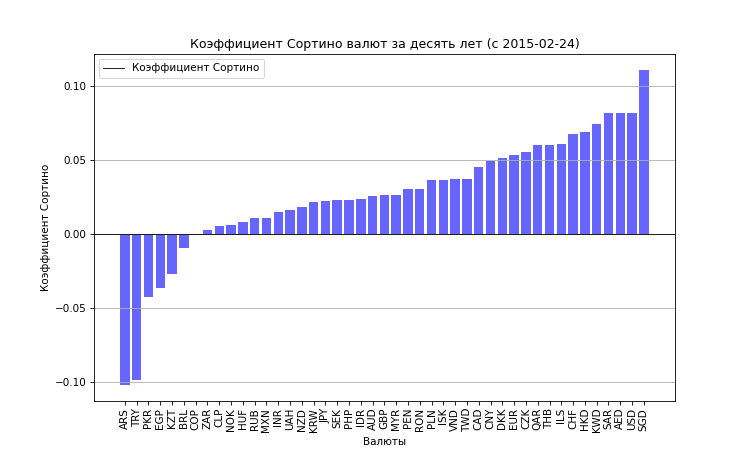 Коэффициент Сортино валют за десять лет (с 2015-02-24)
Коэффициент Сортино
0.10
0.05
0.00
−0.05
−0.10
Коэффициент Сортино
ARS
TRY
PKR
EGP
KZT
BRL
COP
ZAR
CLP
NOK
HUF
RUB
MXN
INR
UAH
NZD
KRW
JPY
SEK
PHP
IDR
AUD
GBP
MYR
PEN
RON
PLN
ISK
VND
TWD
CAD
CNY
DKK
EUR
CZK
QAR
THB
ILS
CHF
HKD
KWD
SAR
AED
USD
SGD
Валюты